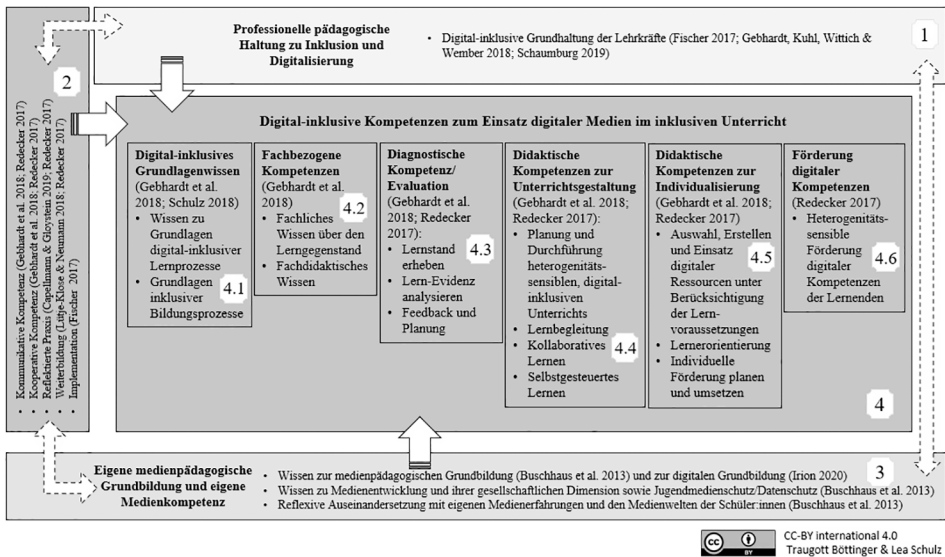 Professionelle pädagogische
Haltung zu Inklusion und
Digitalisierung
• Digital-inklusive Grundhaltung der Lehrkräfte (Fischer 2017; Gebhardt, Kuhl, Wittich &
Wember 2018; Schaumburg 2019)
1
2
• Kommunikative Kompetenz (Gebhardt et al. 2018; Redecker 2017)
• Kooperative Kompetenz (Gebhardt et al. 2018; Redecker 2017)
• Reflektierte Praxis (Capellmann & Gloystein 2019; Redecker 2017)
• Weiterbildung (Lütje-Klose & Neumann 2018; Redecker 2017)
• Implementation (Fischer 2017)
Digital-inklusive Kompetenzen zum Einsatz digitaler Medien im inklusiven Unterricht
Digital-inklusives
Grundlagenwissen
(Gebhardt et al.
2018; Schulz 2018)
• Wissen zu
Grundlagen
digital-inklusiver
Lernprozesse
• Grundlagen
inklusiver
Bildungsprozesse
4.1
Fachbezogene
Kompetenzen
(Gebhardt et al.
2018)
• Fachliches
Wissen über den
Lerngegenstand
• Fachdidaktisches
Wissen
4.2
Diagnostische
Kompetenz/
Evaluation
(Gebhardt et al.
2018; Redecker
2017):
• Lernstand
erheben
• Lern-Evidenz
analysieren
• Feedback und
Planung
4.3
Didaktische
Kompetenzen zur
Unterrichtsgestaltung
(Gebhardt et al. 2018;
Redecker 2017):
• Planung und
Durchführung
heterogenitäts-
sensiblen, digital-
inklusiven
Unterrichts
• Lernbegleitung
• Kollaboratives
Lernen
• Selbstgesteuertes
Lernen
4.4
Didaktische
Kompetenzen zur
Individualisierung
(Gebhardt et al. 2018;
Redecker 2017)
• Auswahl, Erstellen
und Einsatz
digitaler
Ressourcen unter
Berücksichtigung
der Lern-
voraussetzungen
• Lernerorientierung
• Individuelle
Förderung planen
und umsetzen
4.5
Förderung
digitaler
Kompetenzen
(Redecker 2017)
• Heterogenitäts-
sensible
Förderung
digitaler
Kompetenzen
der Lernenden
4.6
4
Eigene medienpädagogische
Grundbildung und eigene
Medienkompetenz
• Wissen zur medienpädagogischen Grundbildung (Buschhaus et al. 2013) und zur digitalen Grundbildung (Irion 2020)
• Wissen zu Medienentwicklung und ihrer gesellschaftlichen Dimension sowie Jugendmedienschutz/Datenschutz (Buschhaus et al. 2013)
• Reflexive Auseinandersetzung mit eigenen Medienerfahrungen und den Medienwelten der Schüler:innen (Buschhaus et al. 2013)
3
cc
BY
CC-BY international 4.0
Traugott Böttinger & Lea Schulz